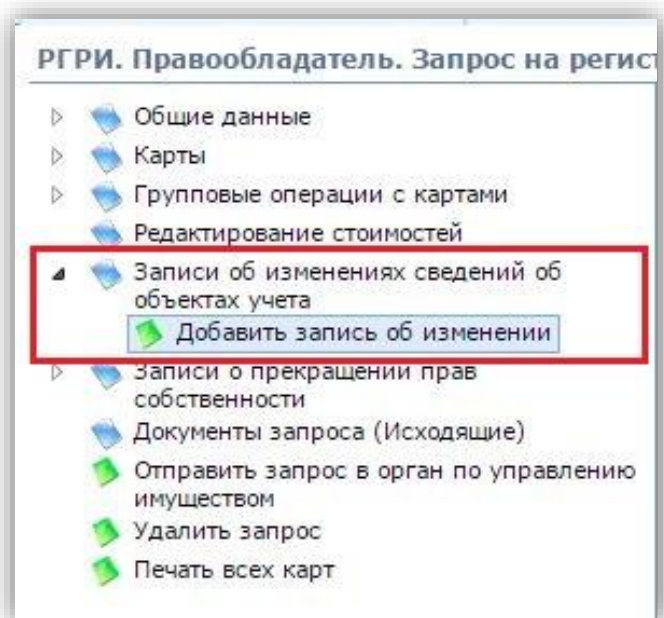 РГРИ. Правообладатель. Запрос на регис
Общие данные
Карты
Групповые операции с картами
Редактирование стоимостей
Записи об изменениях сведений об
объектах учета
Добавить запись об изменении
Записи о прекращении прав
собственности
Документы запроса (Исходящие)
Отправить запрос в орган по управлению
имуществом
Удалить запрос
Печать всех карт